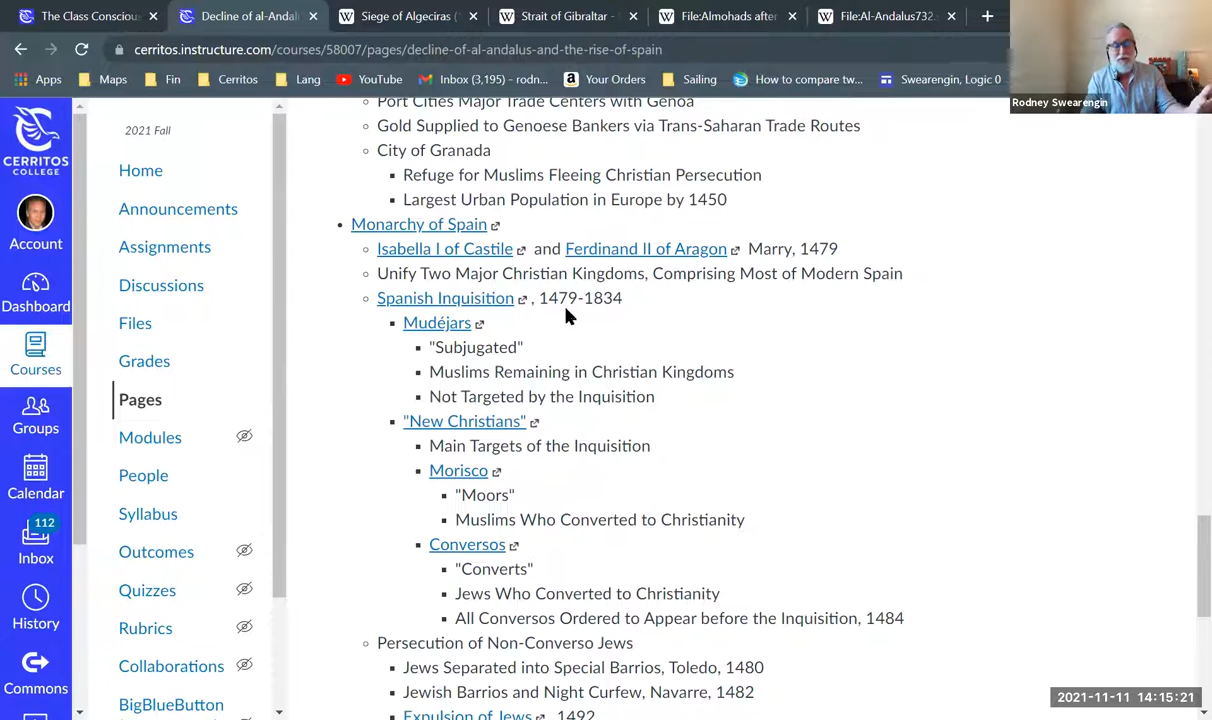 The Class Conscious
Decline of al-Andal
Siege of Algeciras (
Strait of Gibraltar -
File:Almohads after
File:Al-Andalus732.
cerritos.instructure.com/courses/58007/pages/decline-of-al-andalus-and-the-rise-of-spain
Apps
Maps
Fin
Cerritos
Lang
YouTube
Inbox (3,195) - rodn...
Your Orders
Sailing
How to compare tw...
Swearengin, Logic 0
Rodney Swearengin
CERRITOS
COLLEGE
Account
Dashboard
Courses
Groups
Calendar
112
Inbox
History
Commons
2021 Fall
Home
Announcements
Assignments
Discussions
Files
Grades
Pages
Modules
People
Syllabus
Outcomes
Quizzes
Rubrics
Collaborations
BigBlueButton
Port Cities Major Trade Centers with Genoa
Gold Supplied to Genoese Bankers via Trans-Saharan Trade Routes
City of Granada
Refuge for Muslims Fleeing Christian Persecution
Largest Urban Population in Europe by 1450
Monarchy of Spain
Isabella I of Castile and Ferdinand II of Aragon Marry, 1479
Unify Two Major Christian Kingdoms, Comprising Most of Modern Spain
Spanish Inquisition , 1479-1834
Mudéjars
"Subjugated"
Muslims Remaining in Christian Kingdoms
Not Targeted by the Inquisition
"New Christians"
Main Targets of the Inquisition
Morisco
"Moors"
Muslims Who Converted to Christianity
Conversos
"Converts"
Jews Who Converted to Christianity
All Conversos Ordered to Appear before the Inquisition, 1484
Persecution of Non-Converso Jews
Jews Separated into Special Barrios, Toledo, 1480
Jewish Barrios and Night Curfew, Navarre, 1482
Expulsion of Jews , 1492
2021-11-11 14:15:21